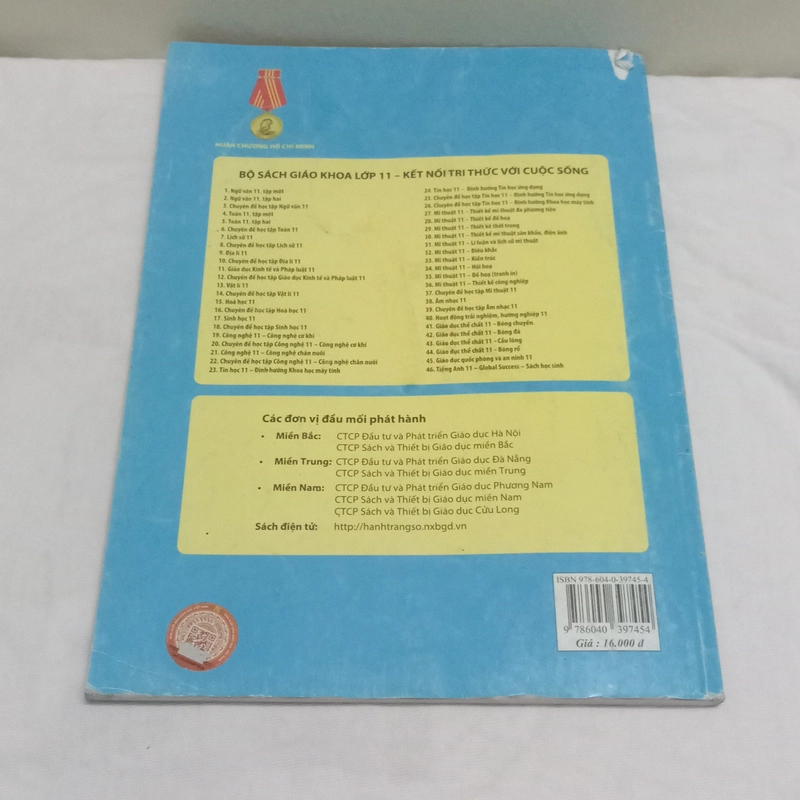 HUÂN CHƯƠNG HỒ CHÍ MINH
BỘ SÁCH GIÁO KHOA LỚP 11 – KẾT NỐI TRI THỨC VỚI CUỘC SỐNG
1. Ngữ văn 11, tập một
2. Ngữ văn 11, tập hai
3. Chuyên đề học tập Ngữ văn 11
4. Toán 11, tập một
5. Toán 11, tập hai
6. Chuyên đề học tập Toán 11
7. Lịch sử 11
8. Chuyên đề học tập Lịch sử 11
9. Địa lí 11
10. Chuyên đề học tập Địa lí 11
11. Giáo dục Kinh tế và Pháp luật 11
12. Chuyên đề học tập Giáo dục Kinh tế và Pháp luật 11
13. Vật lí 11
14. Chuyên đề học tập Vật lí 11
15. Hoá học 11
16. Chuyên đề học tập Hoá học 11
17. Sinh học 11
18. Chuyên đề học tập Sinh học 11
19. Công nghệ 11 – Công nghệ cơ khí
20. Chuyên đề học tập Công nghệ 11 – Công nghệ cơ khí
21. Công nghệ 11 – Công nghệ chăn nuôi
22. Chuyên đề học tập Công nghệ 11 – Công nghệ chăn nuôi
23. Tin học 11 – Định hướng Khoa học máy tính
24. Tin học 11 – Định hướng Tin học ứng dụng
25. Chuyên đề học tập Tin học 11 – Định hướng Tin học ứng dụng
26. Chuyên đề học tập Tin học 11 – Định hướng Khoa học máy tính
27. Mĩ thuật 11 – Thiết kế mĩ thuật đa phương tiện
28. Mĩ thuật 11 – Thiết kế đồ hoạ
29. Mĩ thuật 11 – Thiết kế thời trang
30. Mĩ thuật 11 – Thiết kế mĩ thuật sân khấu, điện ảnh
31. Mĩ thuật 11 – Lí luận và lịch sử mĩ thuật
32. Mĩ thuật 11 – Điêu khắc
33. Mĩ thuật 11 – Kiến trúc
34. Mĩ thuật 11 – Hội hoạ
35. Mĩ thuật 11 – Đồ hoạ (tranh in)
36. Mĩ thuật 11 – Thiết kế công nghiệp
37. Chuyên đề học tập Mĩ thuật 11
38. Âm nhạc 11
39. Chuyên đề học tập Âm nhạc 11
40. Hoạt động trải nghiệm, hướng nghiệp 11
41. Giáo dục thể chất 11 – Bóng chuyền
42. Giáo dục thể chất 11 – Bóng đá
43. Giáo dục thể chất 11 – Cầu lông
44. Giáo dục thể chất 11 – Bóng rổ
45. Giáo dục quốc phòng và an ninh 11
46. Tiếng Anh 11 – Global Success – Sách học sinh
Các đơn vị đầu mối phát hành
• Miền Bắc: CTCP Đầu tư và Phát triển Giáo dục Hà Nội
CTCP Sách và Thiết bị Giáo dục miền Bắc
• Miền Trung: CTCP Đầu tư và Phát triển Giáo dục Đà Nẵng
CTCP Sách và Thiết bị Giáo dục miền Trung
• Miền Nam: CTCP Đầu tư và Phát triển Giáo dục Phương Nam
CTCP Sách và Thiết bị Giáo dục miền Nam
CTCP Sách và Thiết bị Giáo dục Cửu Long
Sách điện tử: http://hanhtrangso.nxbgd.vn
ISBN 978-604-0-39745-4
9 786040 397454
Giá : 16.000 đ